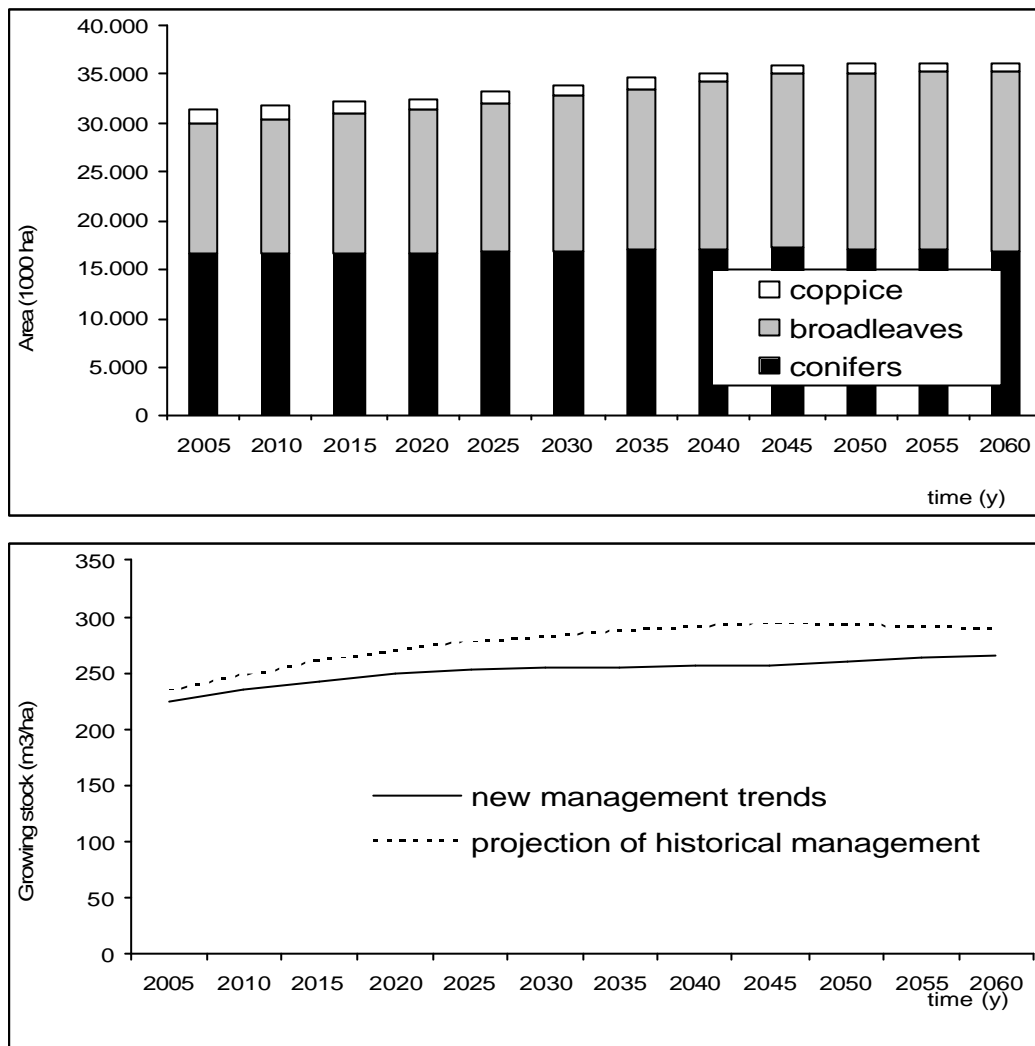 40.000
35.000
30.000
25.000
20.000
15.000
10.000
5.000
0
Area (1000 ha)
coppice
broadleaves
conifers
2005 2010 2015 2020 2025 2030 2035 2040 2045 2050 2055 2060
time (y)
350
300
250
200
150
100
50
0
Growing stock (m3/ha)
new management trends
projection of historical management
2005 2010 2015 2020 2025 2030 2035 2040 2045 2050 2055 2060
time (y)